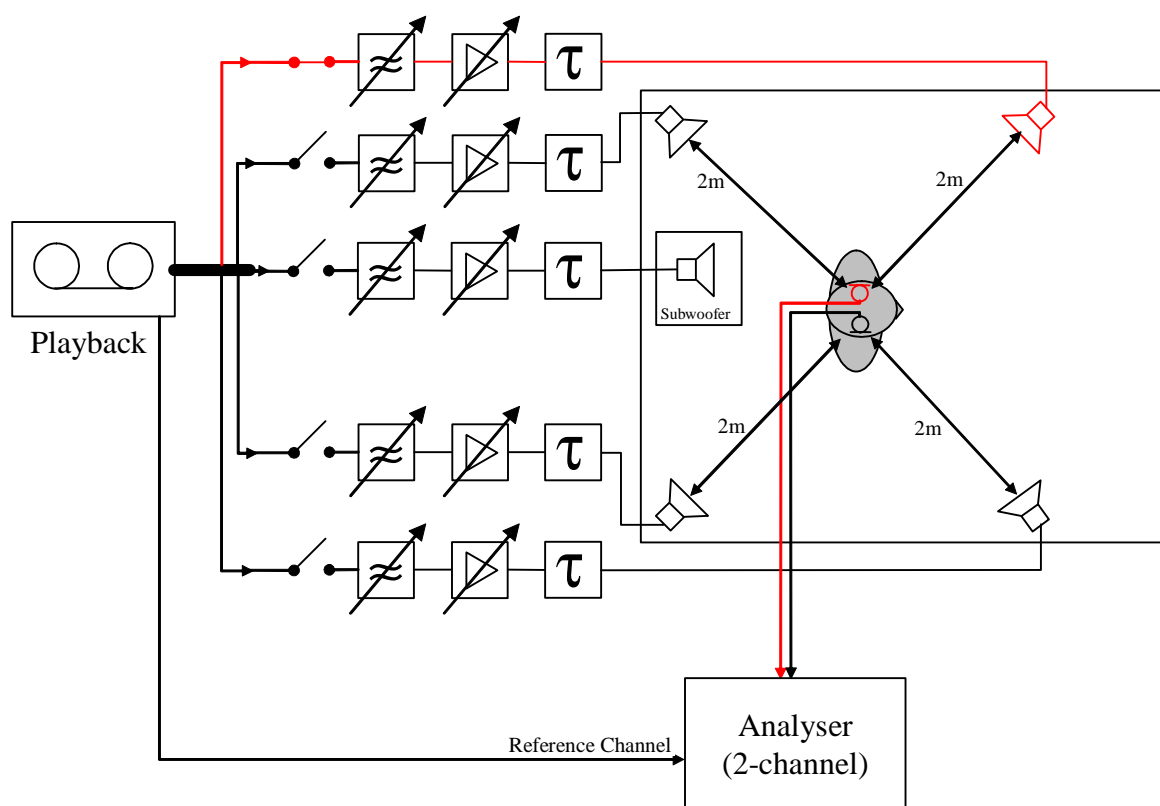 τ
τ
2m
2m
τ
Subwoofer
Playback
2m
2m
τ
τ
Reference Channel
Analyser
(2-channel)